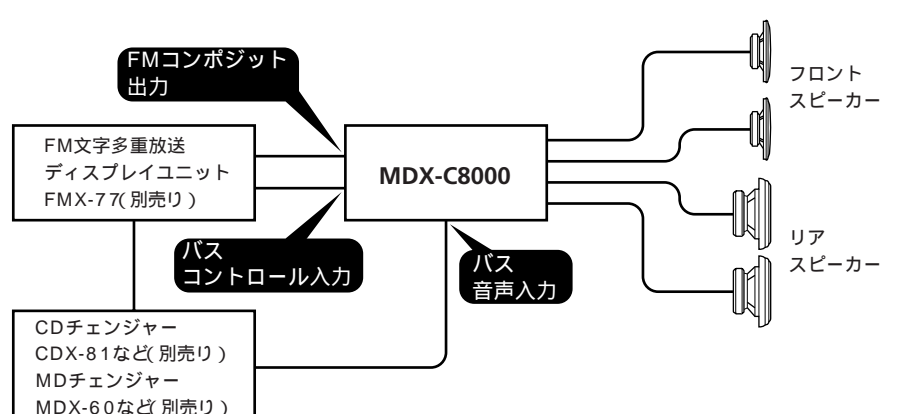 FMコンポジット
出力
FM文字多重放送
ディスプレイユニット
FMX-77(別売り)
MDX-C8000
フロント
スピーカー
バス
コントロール入力
バス
音声入力
リア
スピーカー
CDチェンジャー
CDX-81など(別売り)
MDチェンジャー
MDX-60など(別売り)